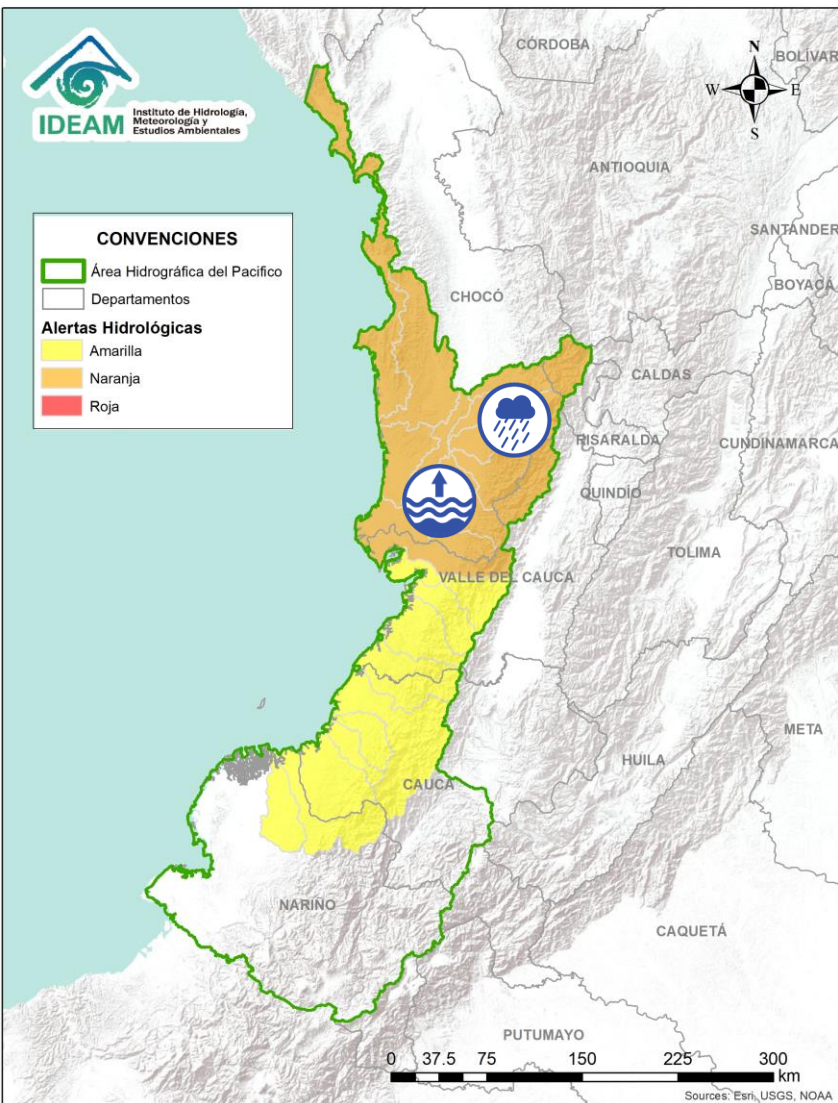 IDEAM
Instituto de Hidrología,
Meteorología y
Estudios Ambientales
N
W
E
S
CÓRDOBA
BOLÍVAR
ANTIOQUIA
SANTANDER
BOYACÁ
CONVENCIONES
Área Hidrográfica del Pacifico
Departamentos
Alertas Hidrológicas
Amarilla
Naranja
Roja
CHOCÓ
CALDAS
RISARALDA
CUNDINAMARCA
QUINDÍO
TOLIMA
VALLE DEL CAUCA
META
HUILA
CAUCA
NARIÑO
CAQUETÁ
PUTUMAYO
0 37.5 75 150 225 300
km
Sources: Esri, USGS, NOAA